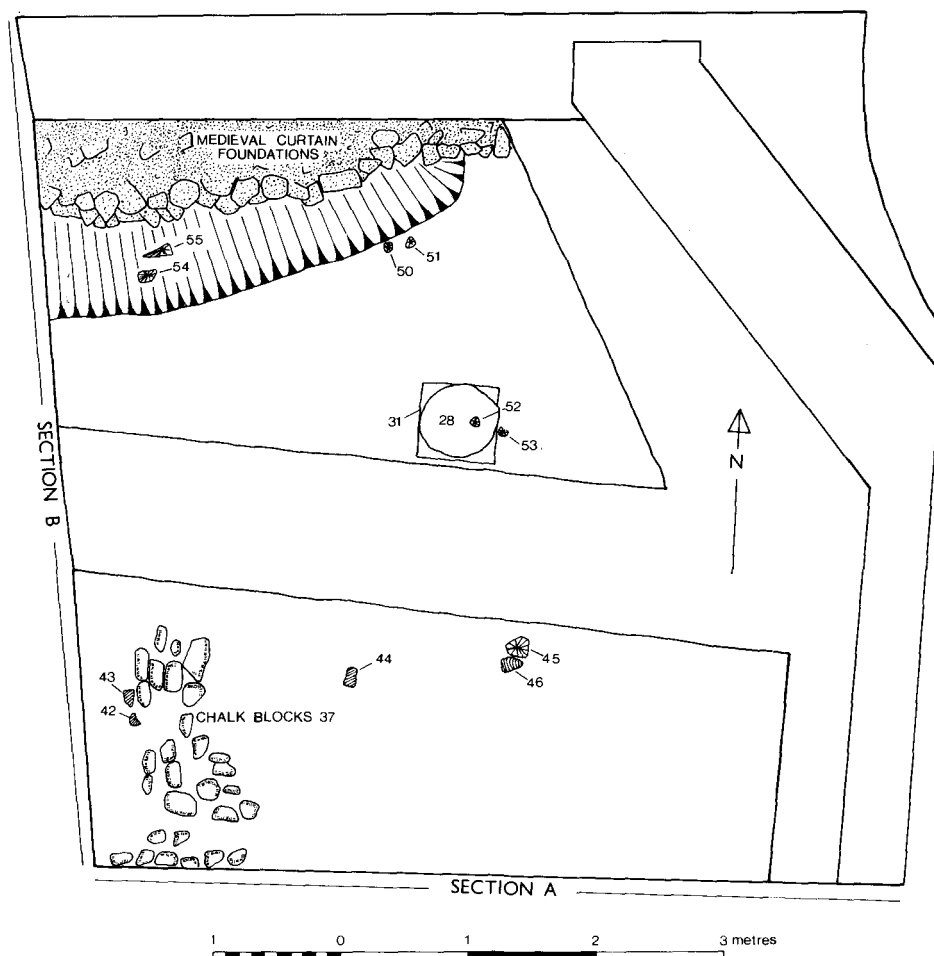 MEDIEVAL CURTAIN
FOUNDATIONS
55
54
50
51
31
28
52
53
N
SECTION B
45
46
44
43
42
CHALK BLOCKS 37
SECTION A
1 0 1 2 3 metres